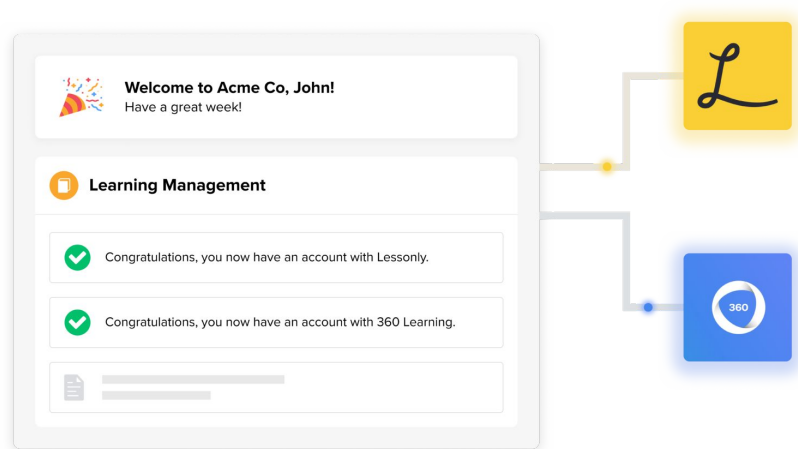 Welcome to Acme Co, John!
Have a great week!
L
Learning Management
Congratulations, you now have an account with Lessonly.
Congratulations, you now have an account with 360 Learning.
360